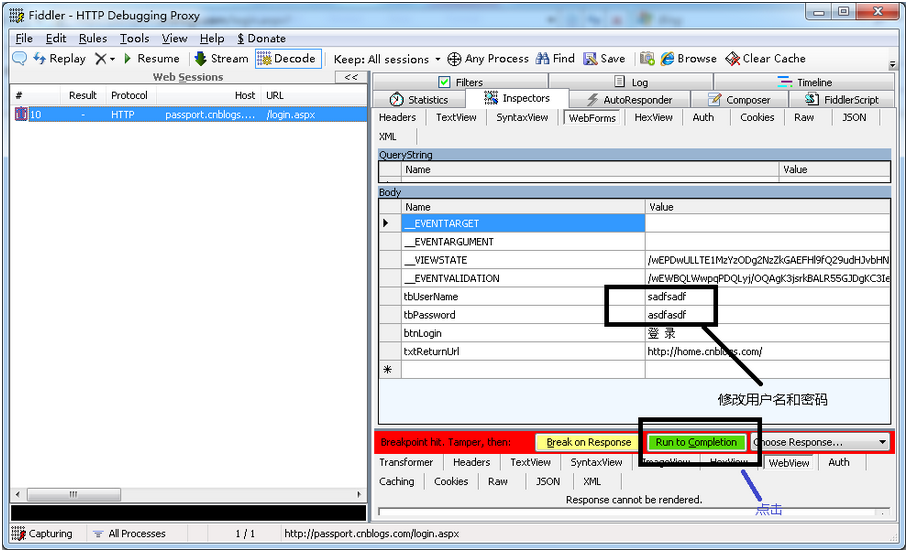 Fiddler - HTTP Debugging Proxy
File Edit Rules Tools View Help $ Donate
Replay Resume Stream Decode Keep: All sessions Any Process Find Save Browse Clear Cache
Web Sessions <<
# Result Protocol Host URL
10 - HTTP passport.cnblogs.... /login.aspx
Filters Log Timeline
Statistics Inspectors AutoResponder Composer FiddlerScript
Headers TextView SyntaxView WebForms HexView Auth Cookies Raw JSON
XML
QueryString
Name Value
Body
Name Value
__EVENTTARGET
__EVENTARGUMENT
__VIEWSTATE /wEPDwULLTE1MzYzODg2NzZkGAEFHl9fQ29udHJvbHN
__EVENTVALIDATION /wEWBQLWwpqPDQLyj/OQAgK3jsrkBALR55GJDgKC3Ie
tbUserName sadfsadf
tbPassword asdfasdf
btnLogin 登 录
txtReturnUrl http://home.cnblogs.com/
修改用户名和密码
Breakpoint hit. Tamper, then: Break on Response Run to Completion Choose Response...
Transformer Headers TextView SyntaxView ImageView HexView WebView Auth
Caching Cookies Raw JSON XML
Response cannot be rendered.
点击
Capturing All Processes 1 / 1 http://passport.cnblogs.com/login.aspx